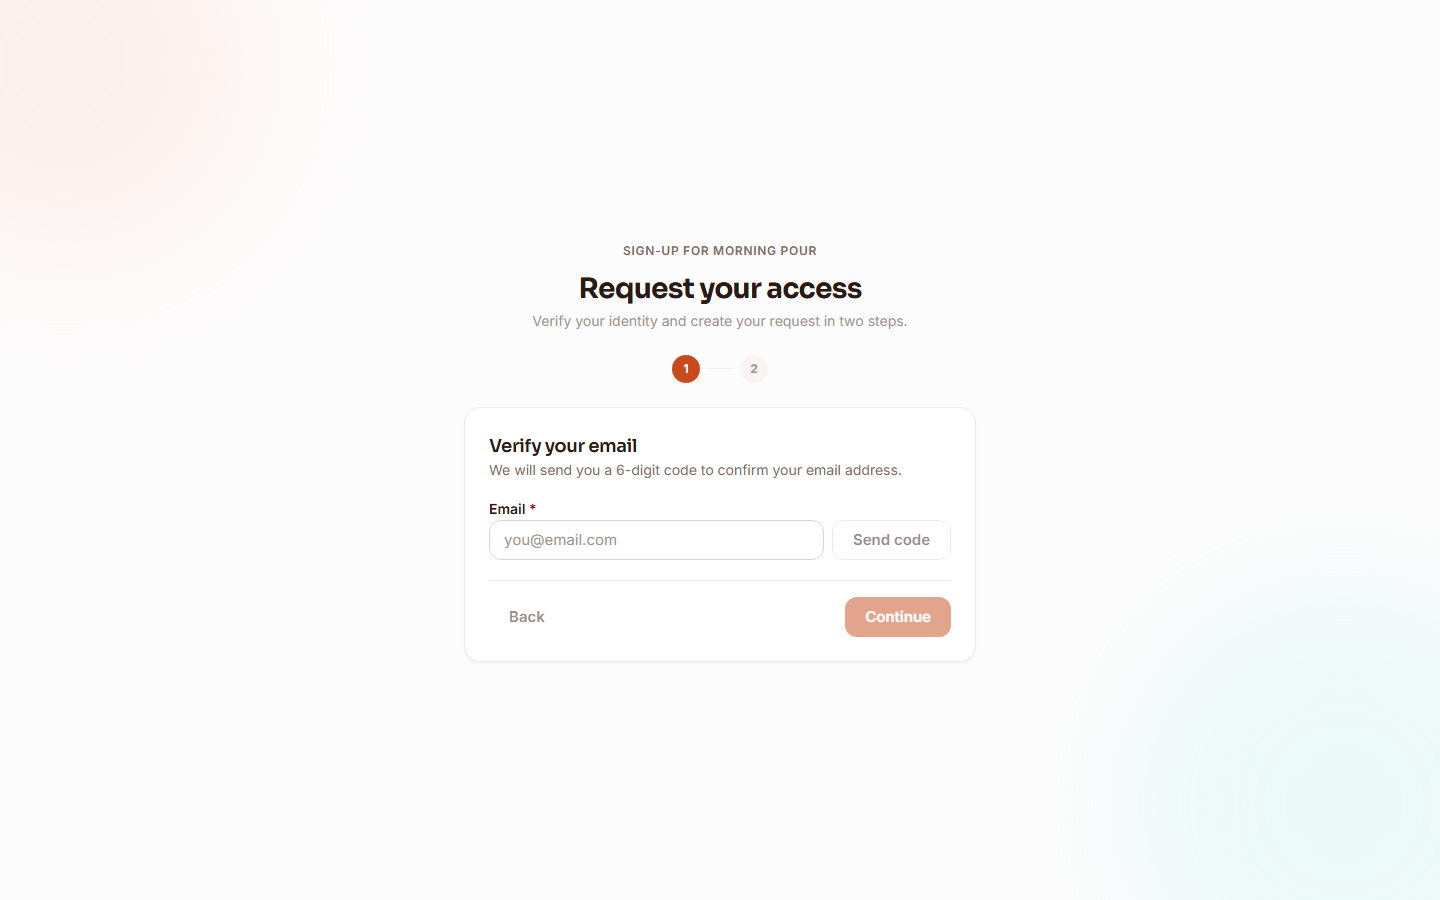 SIGN-UP FOR MORNING POUR
Request your access
Verify your identity and create your request in two steps.
1 2
Verify your email
We will send you a 6-digit code to confirm your email address.
Email *
you@email.com Send code
Back Continue